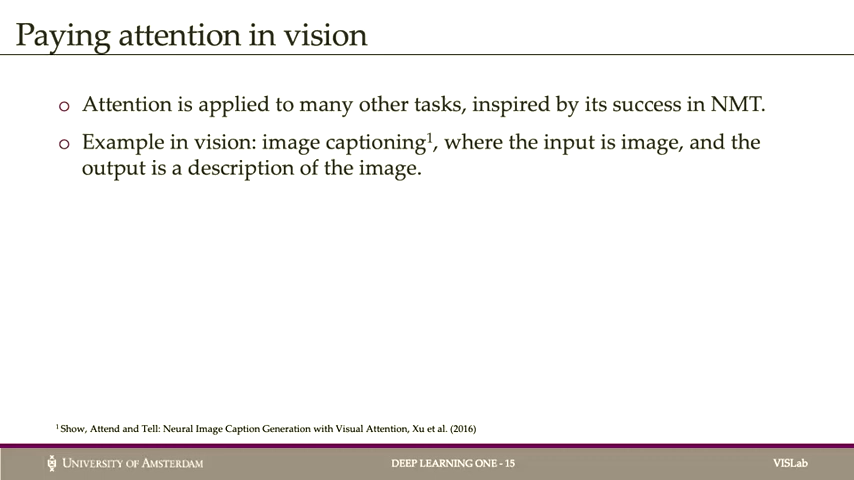 Paying attention in vision
o Attention is applied to many other tasks, inspired by its success in NMT.
o Example in vision: image captioning¹, where the input is image, and the
output is a description of the image.
¹ Show, Attend and Tell: Neural Image Caption Generation with Visual Attention, Xu et al. (2016)
UNIVERSITY OF AMSTERDAM
DEEP LEARNING ONE - 15
VISLab